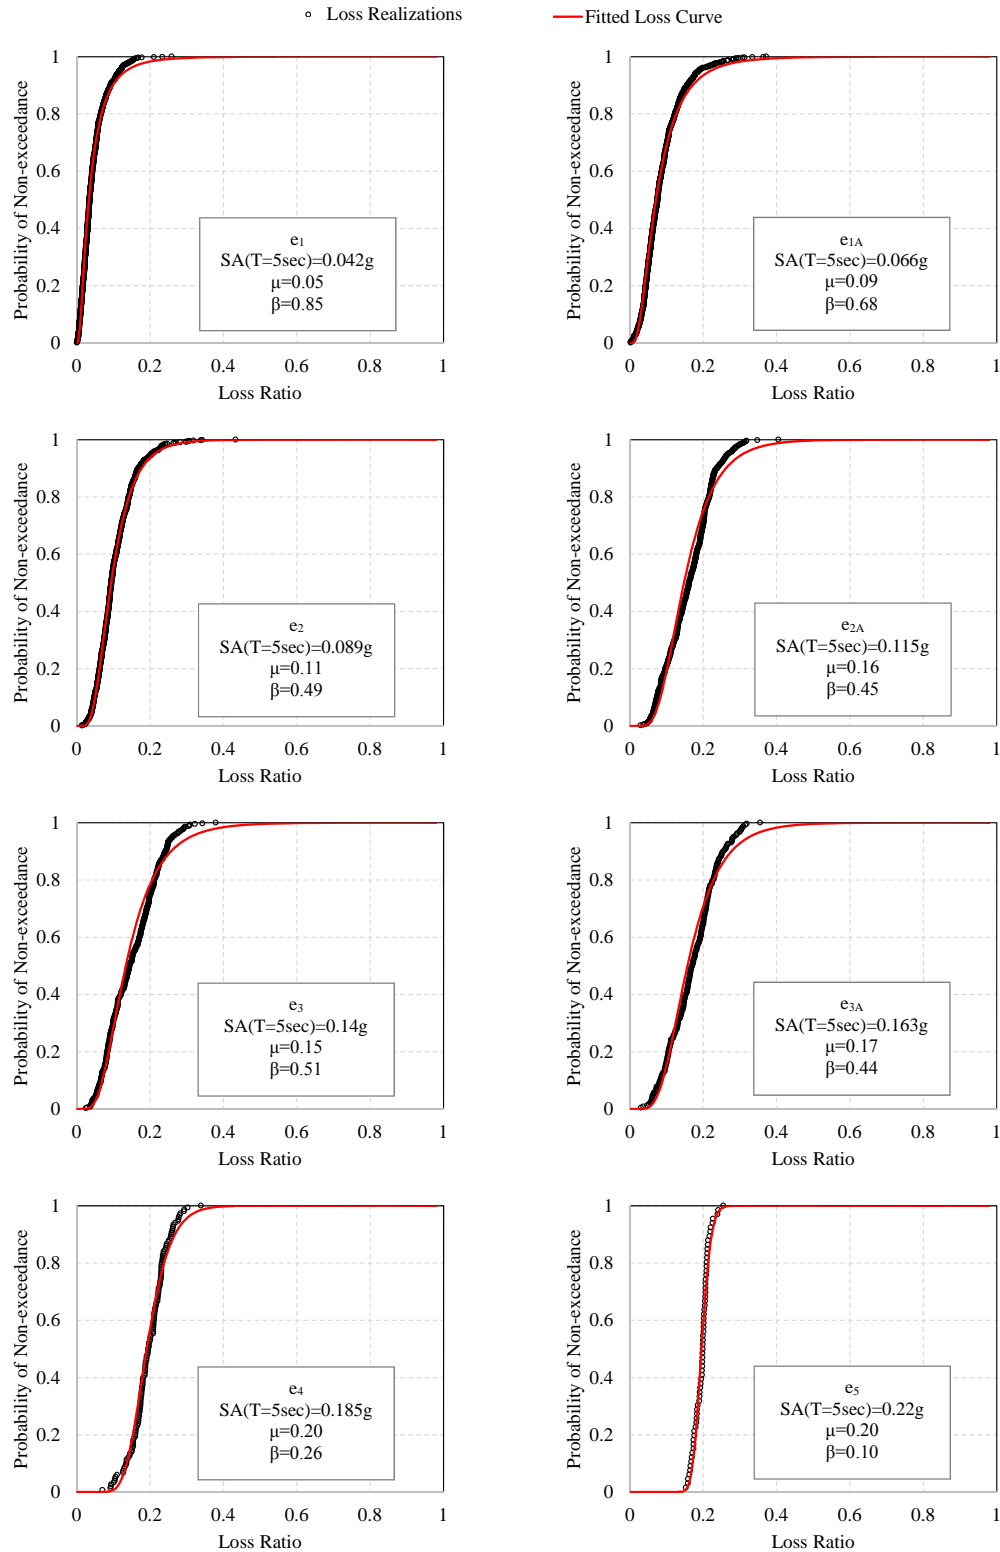 Loss Realizations
Fitted Loss Curve
Probability of Non-exceedance
1
0.8
0.6
0.4
0.2
0
e1
SA(T=5sec)=0.042g
μ=0.05
β=0.85
0 0.2 0.4 0.6 0.8 1
Loss Ratio
Probability of Non-exceedance
1
0.8
0.6
0.4
0.2
0
e1A
SA(T=5sec)=0.066g
μ=0.09
β=0.68
0 0.2 0.4 0.6 0.8 1
Loss Ratio
Probability of Non-exceedance
1
0.8
0.6
0.4
0.2
0
e2
SA(T=5sec)=0.089g
μ=0.11
β=0.49
0 0.2 0.4 0.6 0.8 1
Loss Ratio
Probability of Non-exceedance
1
0.8
0.6
0.4
0.2
0
e2A
SA(T=5sec)=0.115g
μ=0.16
β=0.45
0 0.2 0.4 0.6 0.8 1
Loss Ratio
Probability of Non-exceedance
1
0.8
0.6
0.4
0.2
0
e3
SA(T=5sec)=0.14g
μ=0.15
β=0.51
0 0.2 0.4 0.6 0.8 1
Loss Ratio
Probability of Non-exceedance
1
0.8
0.6
0.4
0.2
0
e3A
SA(T=5sec)=0.163g
μ=0.17
β=0.44
0 0.2 0.4 0.6 0.8 1
Loss Ratio
Probability of Non-exceedance
1
0.8
0.6
0.4
0.2
0
e4
SA(T=5sec)=0.185g
μ=0.20
β=0.26
0 0.2 0.4 0.6 0.8 1
Loss Ratio
Probability of Non-exceedance
1
0.8
0.6
0.4
0.2
0
e5
SA(T=5sec)=0.22g
μ=0.20
β=0.10
0 0.2 0.4 0.6 0.8 1
Loss Ratio